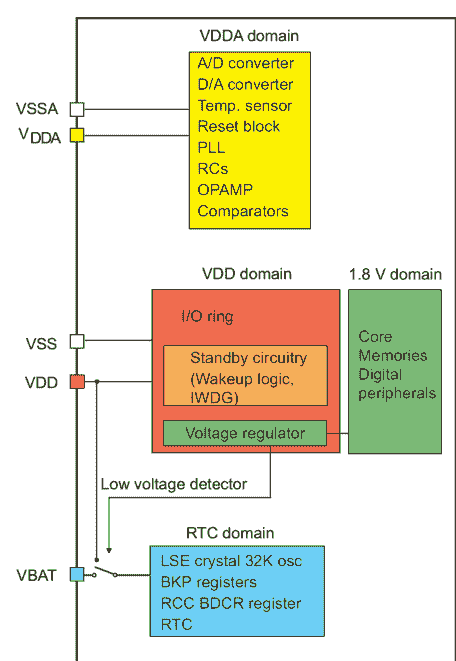 VDDA domain
A/D converter
D/A converter
Temp. sensor
Reset block
PLL
RCs
OPAMP
Comparators
VSSA
VDDA
VDD domain
1.8 V domain
I/O ring
Standby circuitry
(Wakeup logic,
IWDG)
Voltage regulator
Core
Memories
Digital
peripherals
VSS
VDD
Low voltage detector
RTC domain
LSE crystal 32K osc
BKP registers
RCC BDCR register
RTC
VBAT